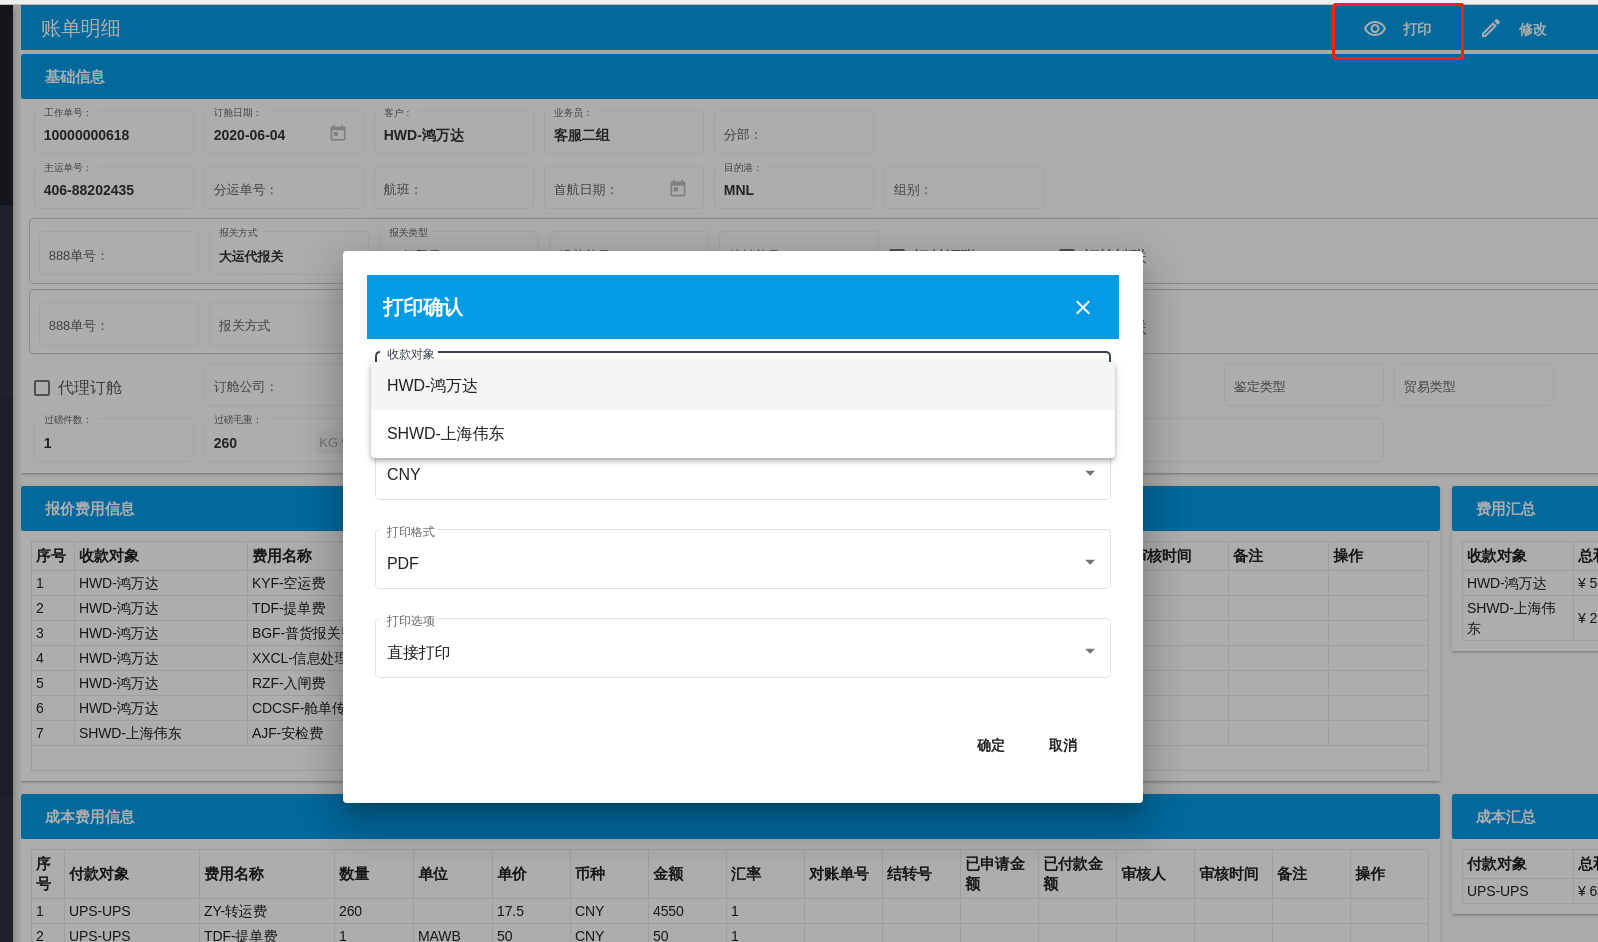 账单明细
打印
修改
基础信息
工作单号：
订舱日期：
客户：
业务员：
10000000618
2020-06-04
HWD-鸿万达
客服二组
分部：
主运单号：
目的港：
406-88202435
分运单号：
航班：
首航日期：
MNL
组别：
报关方式
报关类型
888单号：
大运代报关
打印确认
888单号：
报关方式
收款对象
HWD-鸿万达
代理订舱
订舱公司：
鉴定类型
贸易类型
过磅件数：
过磅毛重：
SHWD-上海伟东
1
260
KG
CNY
报价费用信息
费用汇总
打印格式
PDF
序号 收款对象 费用名称
核时间 备注 操作
收款对象
1 HWD-鸿万达 KYF-空运费
2 HWD-鸿万达 TDF-提单费
3 HWD-鸿万达 BGF-普货报关
4 HWD-鸿万达 XXCL-信息处理
5 HWD-鸿万达 RZF-入闸费
6 HWD-鸿万达 CDCSF-舱单传
7 SHWD-上海伟东 AJF-安检费
HWD-鸿万达 ¥ 5
SHWD-上海伟东 ¥ 2
打印选项
直接打印
确定
取消
成本费用信息
成本汇总
序号 付款对象 费用名称 数量 单位 单价 币种 金额 汇率 对账单号 结转号 已申请金额 已付款金额 审核人 审核时间 备注 操作
付款对象
1 UPS-UPS ZY-转运费 260 17.5 CNY 4550 1
UPS-UPS ¥ 6
2 UPS-UPS TDF-提单费 1 MAWB 50 CNY 50 1